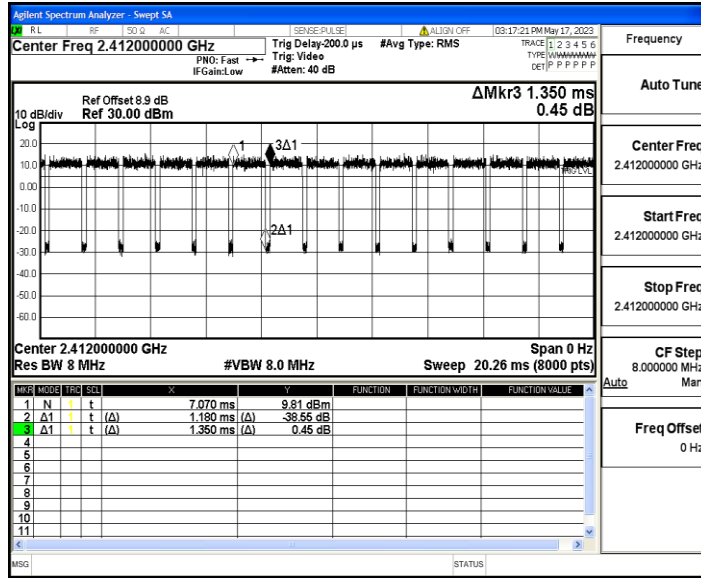 Agilent Spectrum Analyzer - Swept SA
RL RF 50 Ω AC SENSE:PULSE ALIGN OFF 03:17:21 PM May 17, 2023
Center Freq 2.412000000 GHz
PNO: Fast
IFGain:Low
Trig Delay-200.0 µs
Trig: Video
#Atten: 40 dB
#Avg Type: RMS
TRACE 1 2 3 4 5 6
TYPE
DET P P P P P P
ΔMkr3 1.350 ms
0.45 dB
Ref Offset 8.9 dB
10 dB/div Ref 30.00 dBm
Log
20.0
10.0
0.00
-10.0
-20.0
-30.0
-40.0
-50.0
-60.0
1
3Δ1
2Δ1
TRIG LVL
Center 2.412000000 GHz Span 0 Hz
Res BW 8 MHz #VBW 8.0 MHz Sweep 20.26 ms (8000 pts)
MKR MODE TRC SCL X Y FUNCTION FUNCTION WIDTH FUNCTION VALUE
1 N 1 t 7.070 ms 9.81 dBm
2 Δ1 1 t (Δ) 1.180 ms (Δ) -38.55 dB
3 Δ1 1 t (Δ) 1.350 ms (Δ) 0.45 dB
4
5
6
7
8
9
10
11
MSG STATUS
Frequency
Auto Tune
Center Freq
2.412000000 GHz
Start Freq
2.412000000 GHz
Stop Freq
2.412000000 GHz
CF Step
8.000000 MHz
Auto Man
Freq Offset
0 Hz